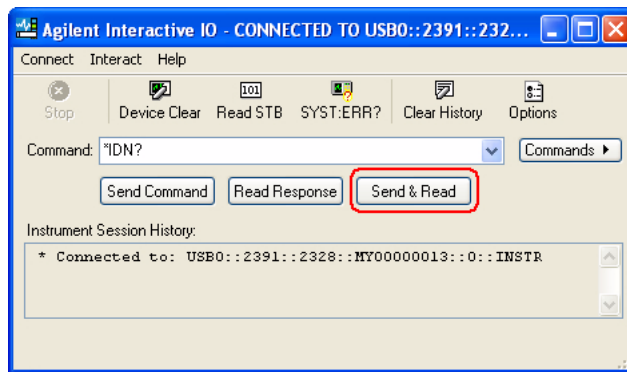 Agilent Interactive IO - CONNECTED TO USB0::2391::232...
Connect Interact Help
101
Stop Device Clear Read STB SYST:ERR? Clear History Options
Command: *IDN? Commands
Send Command Read Response Send & Read
Instrument Session History:
* Connected to: USB0::2391::2328::MY00000013::0::INSTR